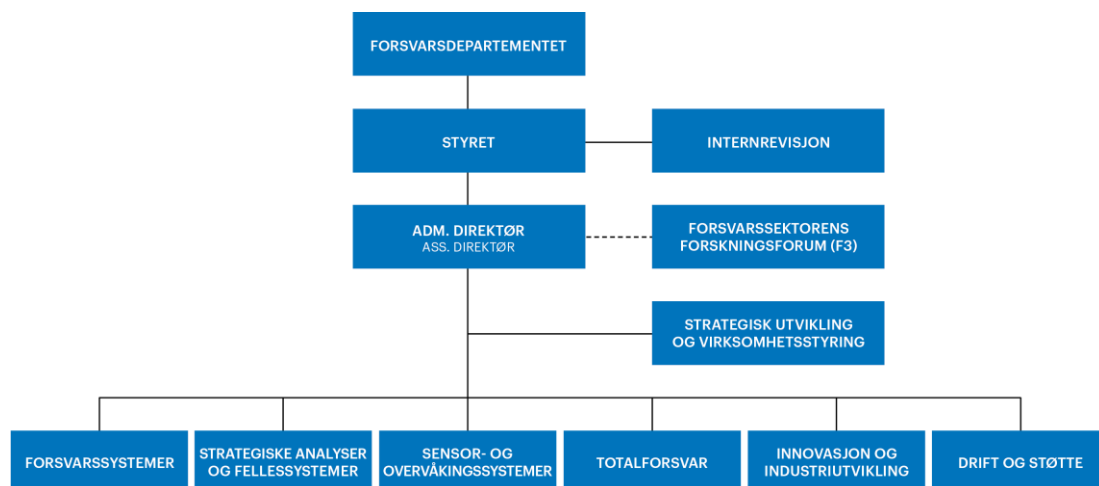 FORSVARSDEPARTEMENTET
STYRET
INTERNREVISJON
ADM. DIREKTØR
ASS. DIREKTØR
FORSVARSSEKTORENS
FORSKNINGSFORUM (F3)
STRATEGISK UTVIKLING
OG VIRKSOMHETSSTYRING
FORSVARSSYSTEMER
STRATEGISKE ANALYSER
OG FELLESSYSTEMER
SENSOR- OG
OVERVÅKINGSSYSTEMER
TOTALFORSVAR
INNOVASJON OG
INDUSTRIUTVIKLING
DRIFT OG STØTTE